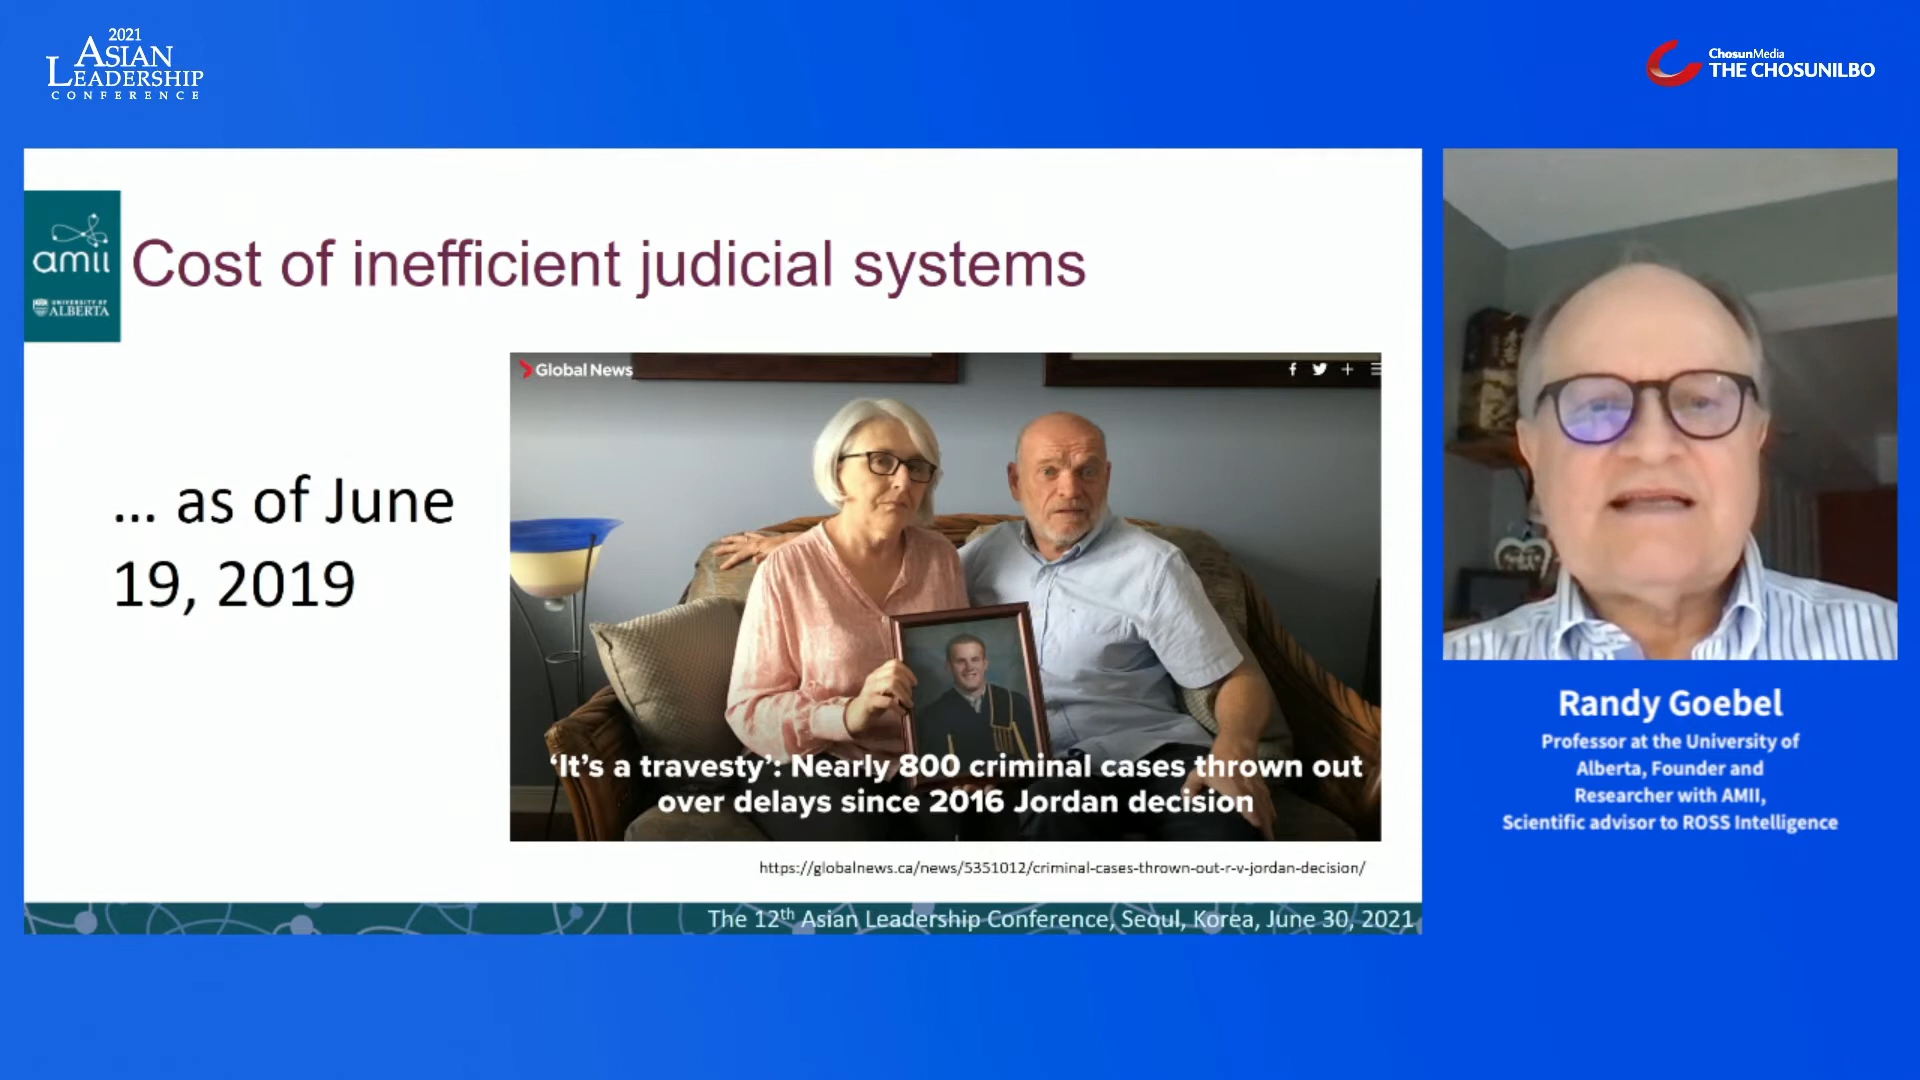 2021
ASIAN
LEADERSHIP
CONFERENCE
ChosunMedia
THE CHOSUNILBO
amii
UNIVERSITY OF
ALBERTA
Cost of inefficient judicial systems
... as of June
19, 2019
Global News
‘It’s a travesty’: Nearly 800 criminal cases thrown out
over delays since 2016 Jordan decision
https://globalnews.ca/news/5351012/criminal-cases-thrown-out-r-v-jordan-decision/
The 12th Asian Leadership Conference, Seoul, Korea, June 30, 2021
Randy Goebel
Professor at the University of
Alberta, Founder and
Researcher with AMII,
Scientific advisor to ROSS Intelligence